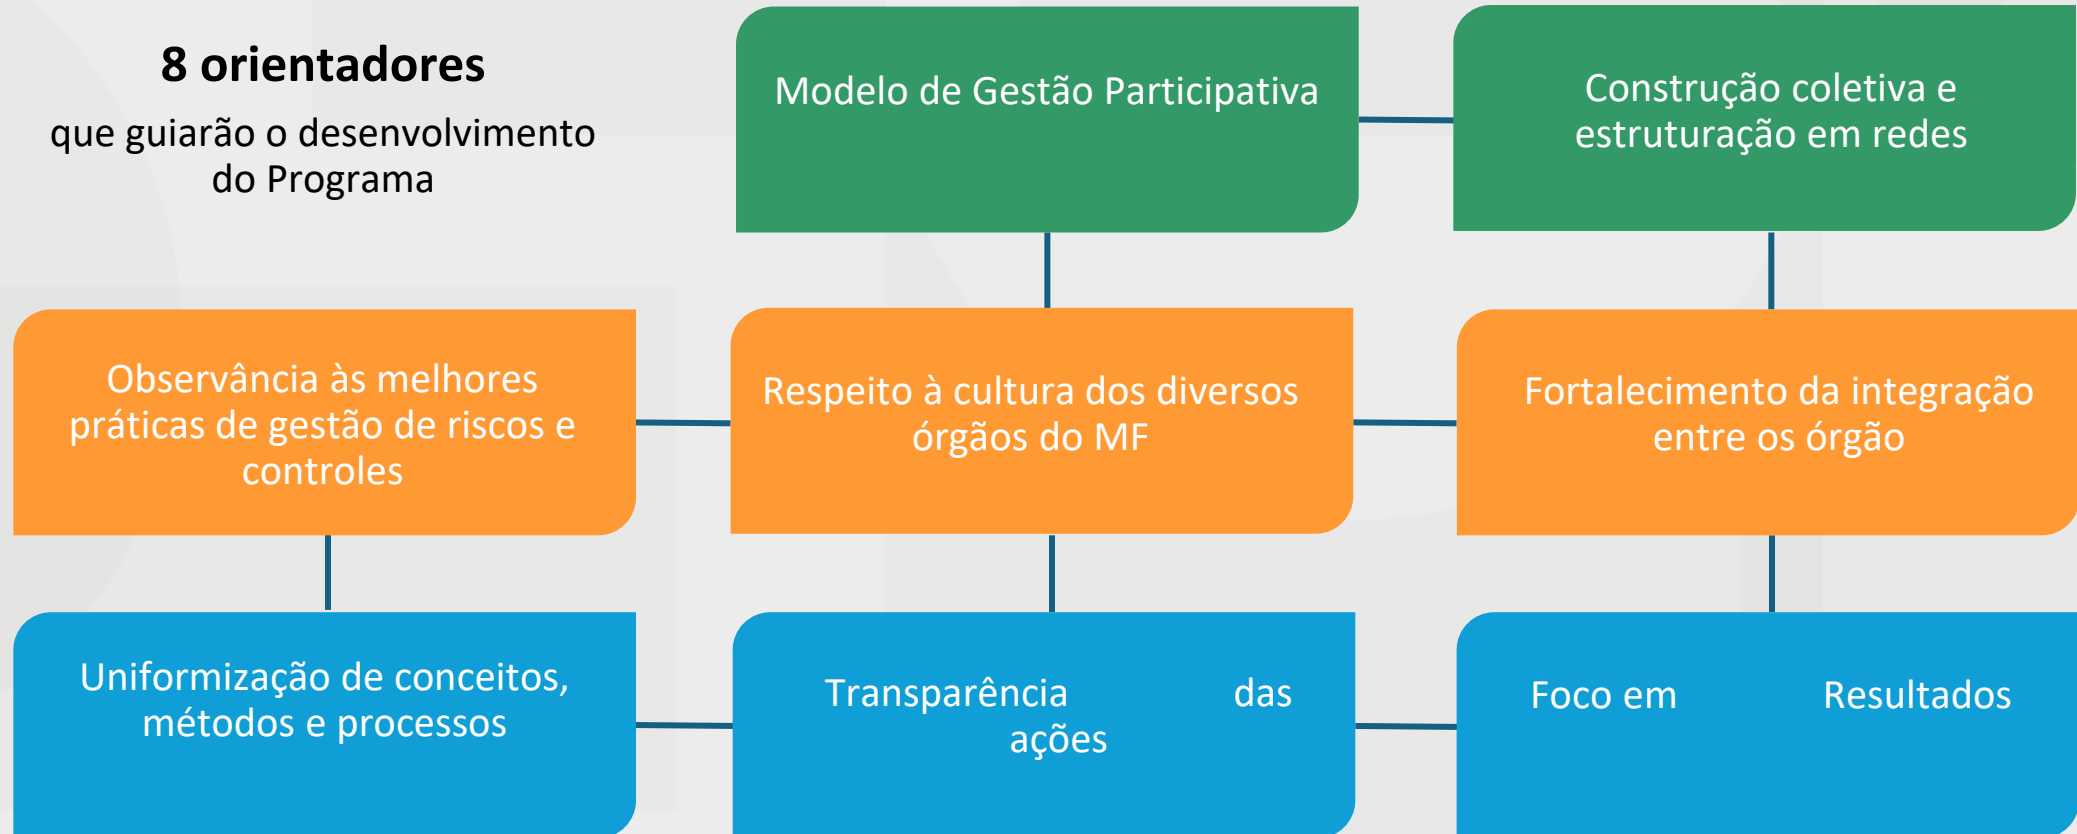 8 orientadores
que guiarão o desenvolvimento
do Programa
Modelo de Gestão Participativa
Construção coletiva e
estruturação em redes
Observância às melhores
práticas de gestão de riscos e
controles
Respeito à cultura dos diversos
órgãos do MF
Fortalecimento da integração
entre os órgão
Uniformização de conceitos,
métodos e processos
Transparência das
ações
Foco em Resultados